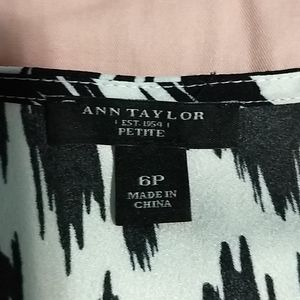 ANN TAYLOR
EST. 1954
PETITE
6P
MADE IN
CHINA